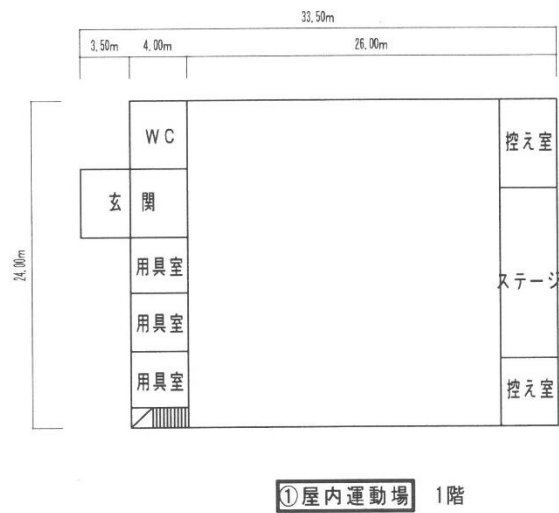 33.50m
3.50m 4.00m 26.00m
24.00m
WC
控え室
玄関
用具室
ステージ
用具室
用具室
控え室
①屋内運動場 1階